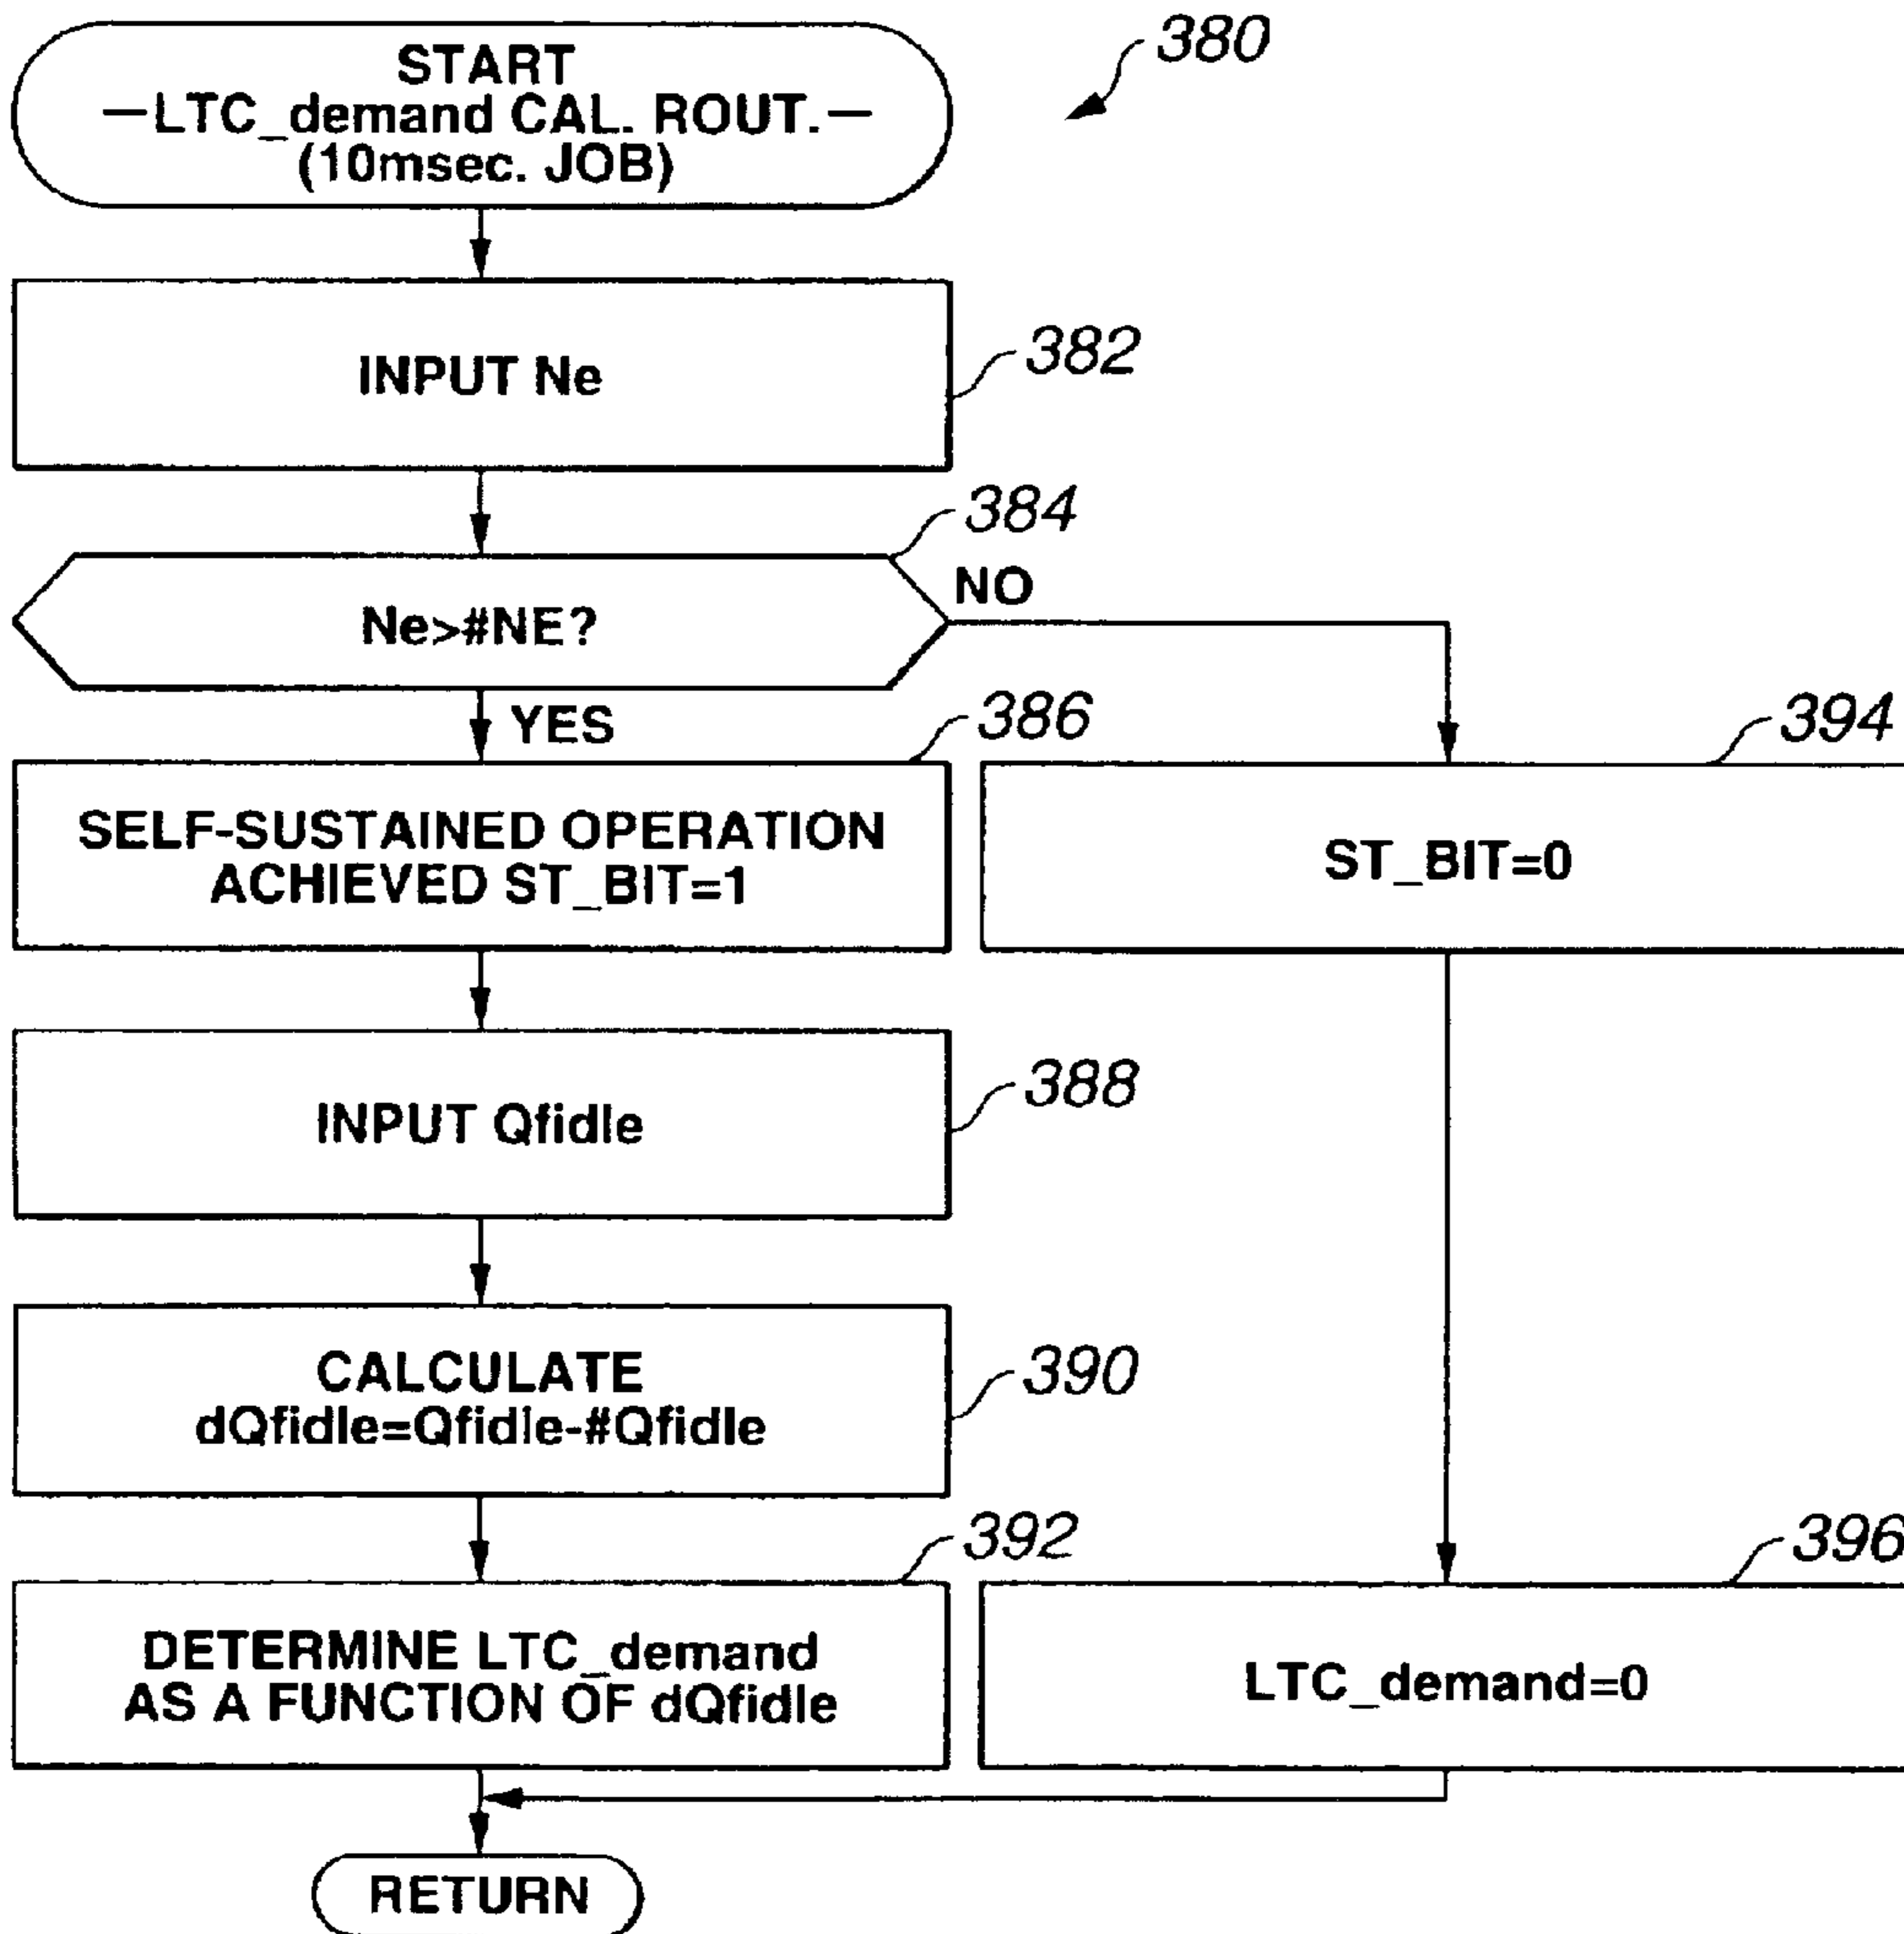 START
—LTC_demand CAL. ROUT.—
(10msec. JOB)
380
INPUT Ne
382
384
Ne>#NE?
NO
YES
386
394
SELF-SUSTAINED OPERATION
ACHIEVED ST_BIT=1
ST_BIT=0
INPUT Qfidle
388
CALCULATE
dQfidle=Qfidle-#Qfidle
390
392
396
DETERMINE LTC_demand
AS A FUNCTION OF dQfidle
LTC_demand=0
RETURN